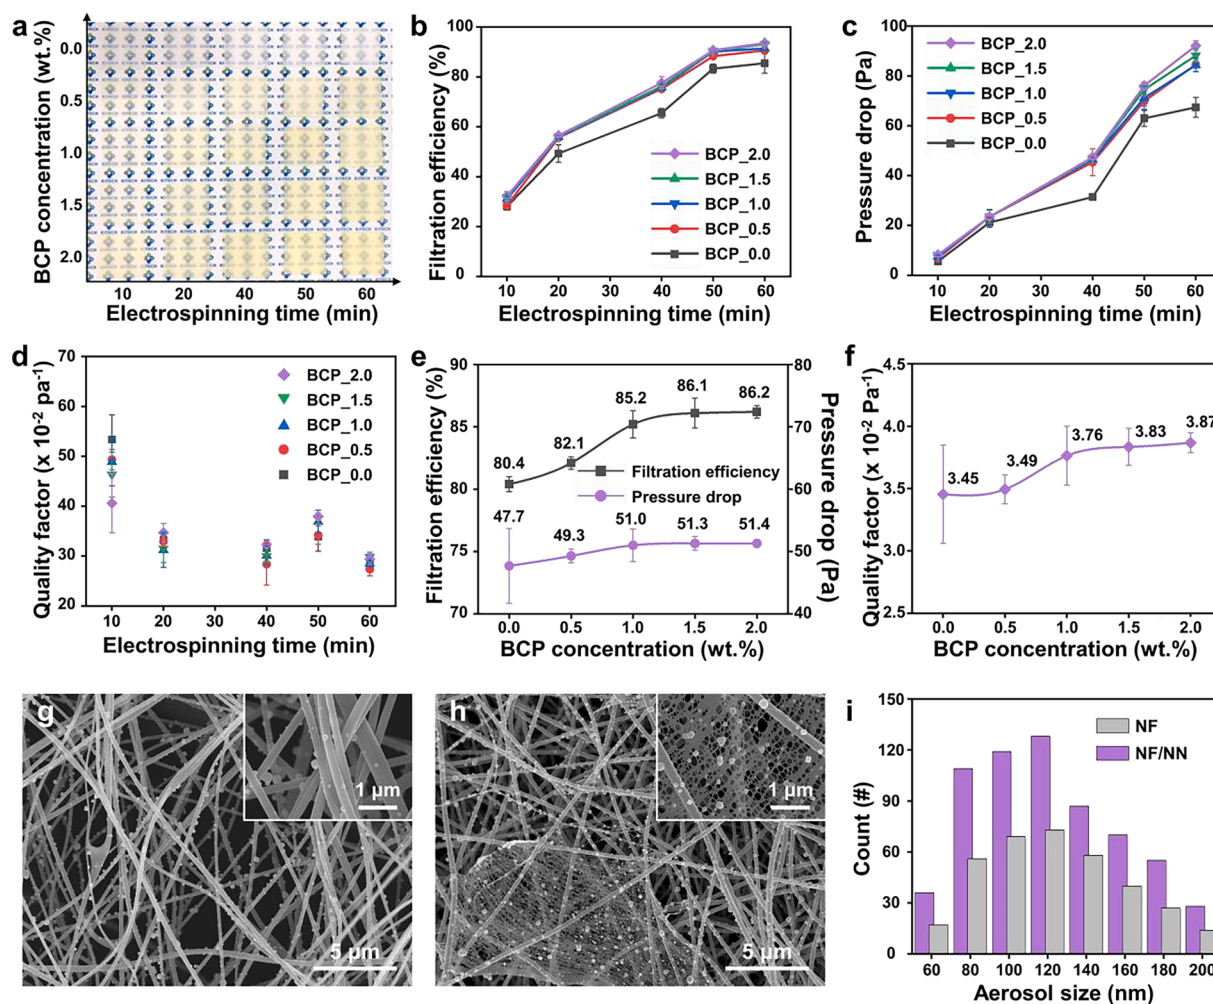 a
BCP concentration (wt.%)
0.0
0.5
1.0
1.5
2.0
10 20 30 40 50 60
Electrospinning time (min)
b
Filtration efficiency (%)
100
80
60
40
20
0
BCP_2.0
BCP_1.5
BCP_1.0
BCP_0.5
BCP_0.0
10 20 30 40 50 60
Electrospinning time (min)
c
Pressure drop (Pa)
100
80
60
40
20
0
BCP_2.0
BCP_1.5
BCP_1.0
BCP_0.5
BCP_0.0
10 20 30 40 50 60
Electrospinning time (min)
d
Quality factor (x 10-2 pa-1)
70
60
50
40
30
20
BCP_2.0
BCP_1.5
BCP_1.0
BCP_0.5
BCP_0.0
10 20 30 40 50 60
Electrospinning time (min)
e
Filtration efficiency (%)
90
85
80
75
70
80.4 82.1 85.2 86.1 86.2
Filtration efficiency
Pressure drop
47.7 49.3 51.0 51.3 51.4
Pressure drop (Pa)
80
70
60
50
40
0.0 0.5 1.0 1.5 2.0
BCP concentration (wt.%)
f
Quality factor (x 10-2 Pa-1)
4.5
4.0
3.5
3.0
2.5
3.45 3.49 3.76 3.83 3.87
0.0 0.5 1.0 1.5 2.0
BCP concentration (wt.%)
g
1 μm
5 μm
h
1 μm
5 μm
i
Count (#)
150
120
90
60
30
0
NF
NF/NN
60 80 100 120 140 160 180 200
Aerosol size (nm)